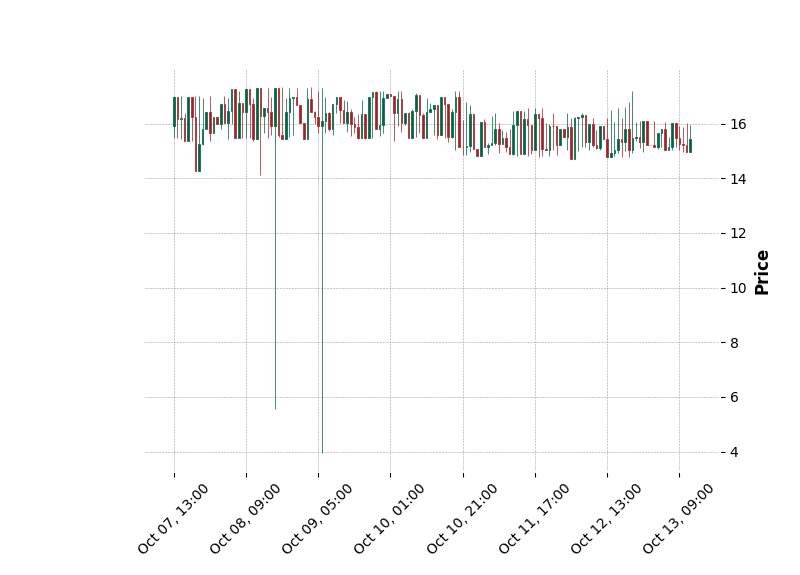 16
14
12
10
8
6
4
Price
Oct 07, 13:00
Oct 08, 09:00
Oct 09, 05:00
Oct 10, 01:00
Oct 10, 21:00
Oct 11, 17:00
Oct 12, 13:00
Oct 13, 09:00